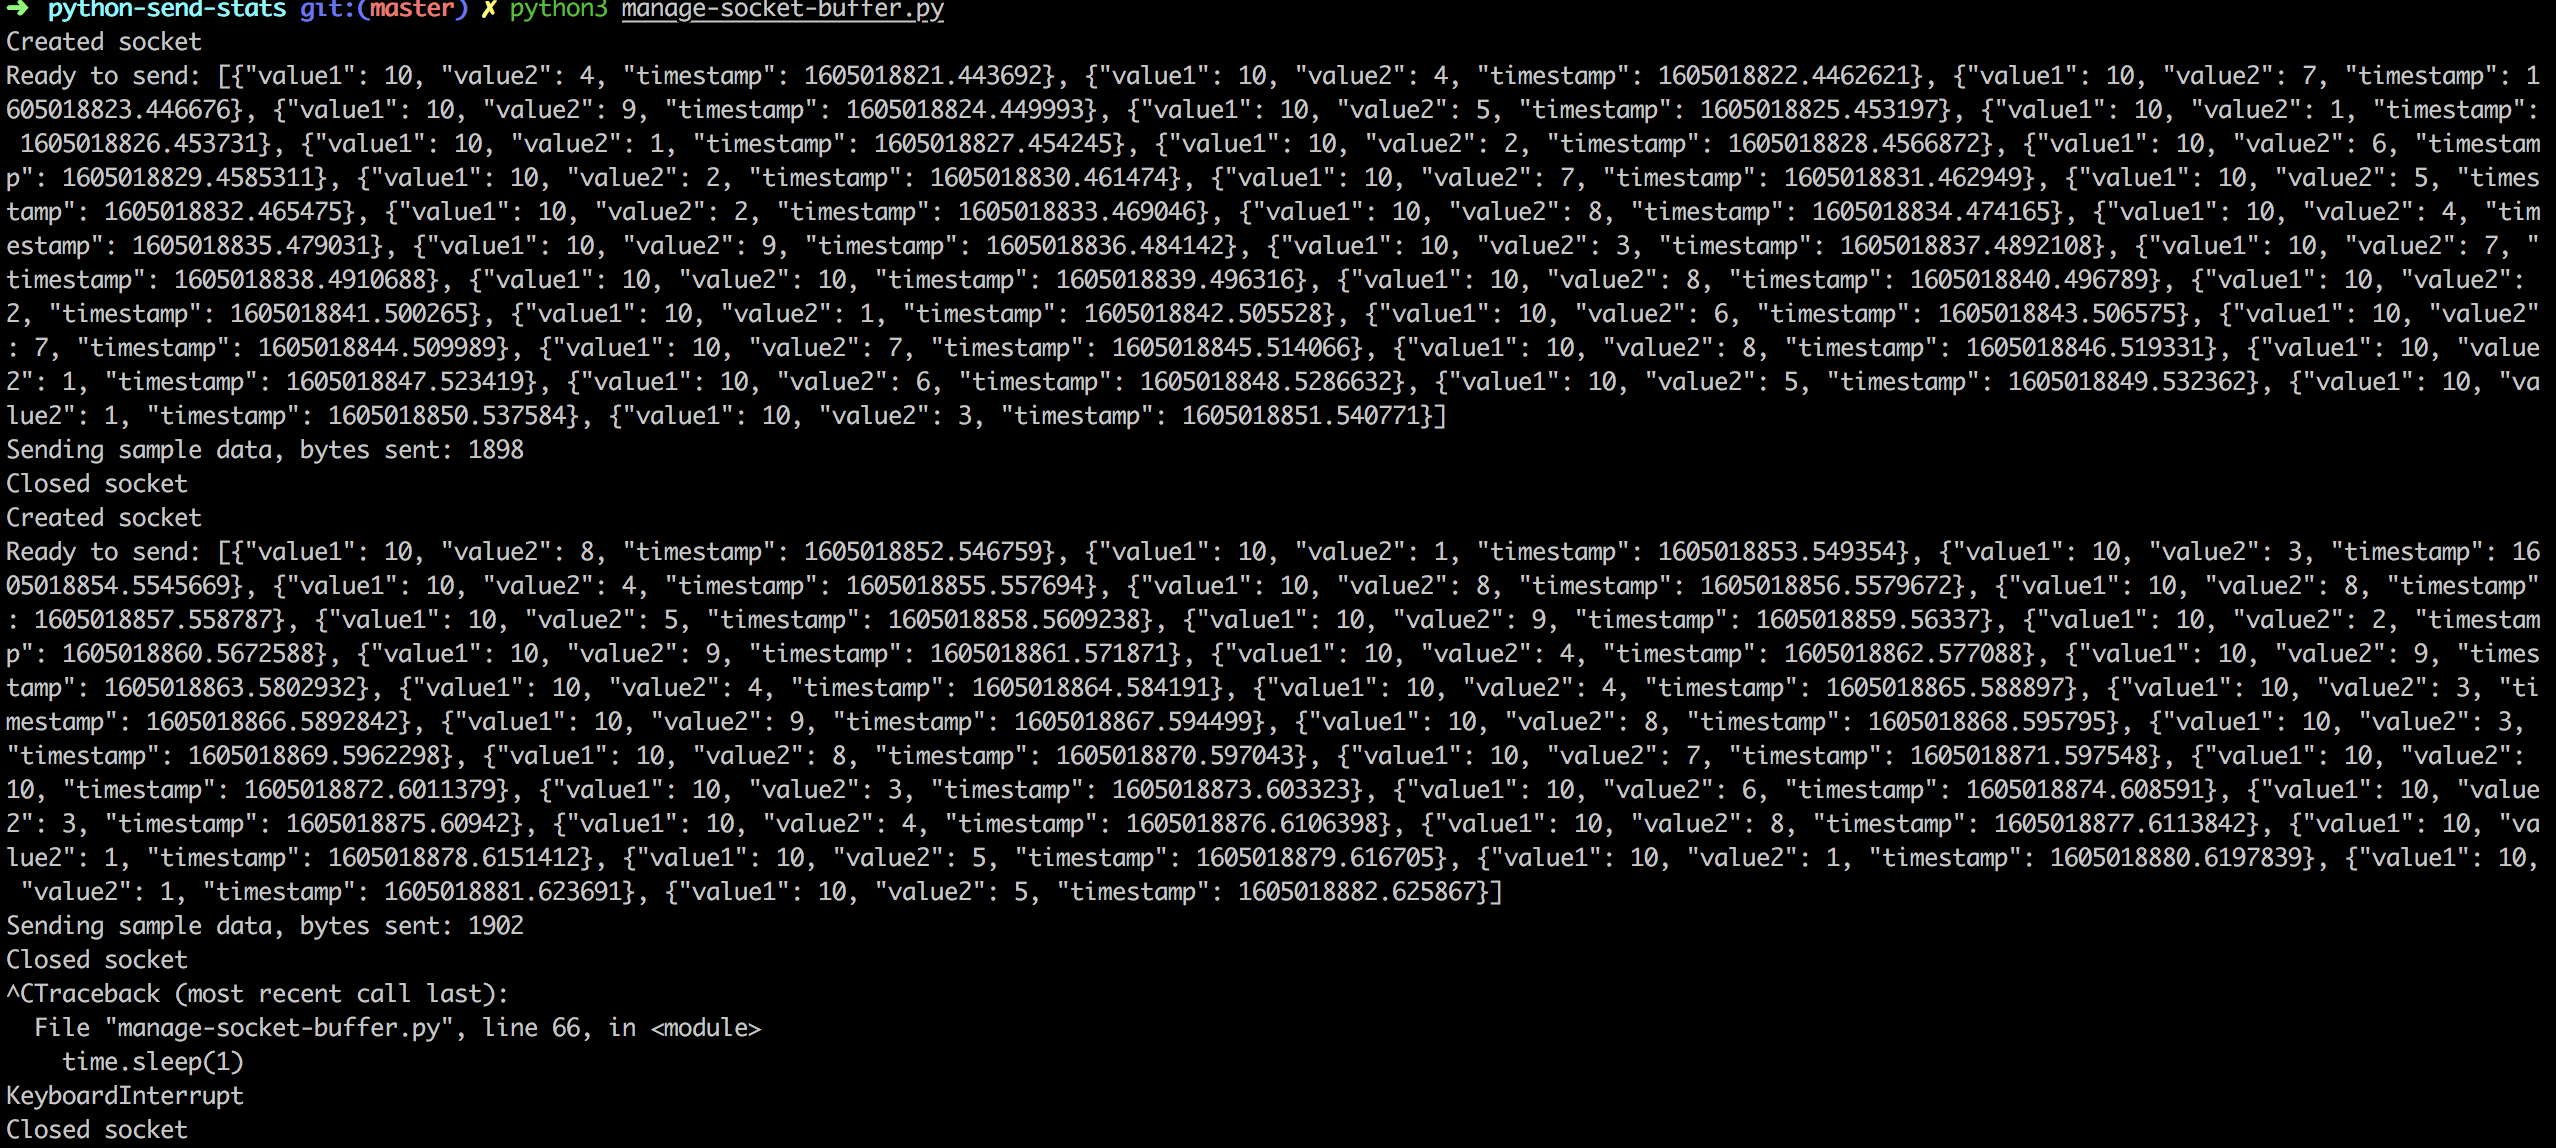 ➜  python-send-stats git:(master) ✗ python3 manage-socket-buffer.py
Created socket
Ready to send: [{"value1": 10, "value2": 4, "timestamp": 1605018821.443692}, {"value1": 10, "value2": 4, "timestamp": 1605018822.4462621}, {"value1": 10, "value2": 7, "timestamp": 1
605018823.446676}, {"value1": 10, "value2": 9, "timestamp": 1605018824.449993}, {"value1": 10, "value2": 5, "timestamp": 1605018825.453197}, {"value1": 10, "value2": 1, "timestamp":
 1605018826.453731}, {"value1": 10, "value2": 1, "timestamp": 1605018827.454245}, {"value1": 10, "value2": 2, "timestamp": 1605018828.4566872}, {"value1": 10, "value2": 6, "timestam
p": 1605018829.4585311}, {"value1": 10, "value2": 2, "timestamp": 1605018830.461474}, {"value1": 10, "value2": 7, "timestamp": 1605018831.462949}, {"value1": 10, "value2": 5, "times
tamp": 1605018832.465475}, {"value1": 10, "value2": 2, "timestamp": 1605018833.469046}, {"value1": 10, "value2": 8, "timestamp": 1605018834.474165}, {"value1": 10, "value2": 4, "tim
estamp": 1605018835.479031}, {"value1": 10, "value2": 9, "timestamp": 1605018836.484142}, {"value1": 10, "value2": 3, "timestamp": 1605018837.4892108}, {"value1": 10, "value2": 7, "
timestamp": 1605018838.4910688}, {"value1": 10, "value2": 10, "timestamp": 1605018839.496316}, {"value1": 10, "value2": 8, "timestamp": 1605018840.496789}, {"value1": 10, "value2":
2, "timestamp": 1605018841.500265}, {"value1": 10, "value2": 1, "timestamp": 1605018842.505528}, {"value1": 10, "value2": 6, "timestamp": 1605018843.506575}, {"value1": 10, "value2"
: 7, "timestamp": 1605018844.509989}, {"value1": 10, "value2": 7, "timestamp": 1605018845.514066}, {"value1": 10, "value2": 8, "timestamp": 1605018846.519331}, {"value1": 10, "value
2": 1, "timestamp": 1605018847.523419}, {"value1": 10, "value2": 6, "timestamp": 1605018848.5286632}, {"value1": 10, "value2": 5, "timestamp": 1605018849.532362}, {"value1": 10, "va
lue2": 1, "timestamp": 1605018850.537584}, {"value1": 10, "value2": 3, "timestamp": 1605018851.540771}]
Sending sample data, bytes sent: 1898
Closed socket
Created socket
Ready to send: [{"value1": 10, "value2": 8, "timestamp": 1605018852.546759}, {"value1": 10, "value2": 1, "timestamp": 1605018853.549354}, {"value1": 10, "value2": 3, "timestamp": 16
05018854.5545669}, {"value1": 10, "value2": 4, "timestamp": 1605018855.557694}, {"value1": 10, "value2": 8, "timestamp": 1605018856.5579672}, {"value1": 10, "value2": 8, "timestamp"
: 1605018857.558787}, {"value1": 10, "value2": 5, "timestamp": 1605018858.5609238}, {"value1": 10, "value2": 9, "timestamp": 1605018859.56337}, {"value1": 10, "value2": 2, "timestam
p": 1605018860.5672588}, {"value1": 10, "value2": 9, "timestamp": 1605018861.571871}, {"value1": 10, "value2": 4, "timestamp": 1605018862.577088}, {"value1": 10, "value2": 9, "times
tamp": 1605018863.5802932}, {"value1": 10, "value2": 4, "timestamp": 1605018864.584191}, {"value1": 10, "value2": 4, "timestamp": 1605018865.588897}, {"value1": 10, "value2": 3, "ti
mestamp": 1605018866.5892842}, {"value1": 10, "value2": 9, "timestamp": 1605018867.594499}, {"value1": 10, "value2": 8, "timestamp": 1605018868.595795}, {"value1": 10, "value2": 3,
"timestamp": 1605018869.5962298}, {"value1": 10, "value2": 8, "timestamp": 1605018870.597043}, {"value1": 10, "value2": 7, "timestamp": 1605018871.597548}, {"value1": 10, "value2":
10, "timestamp": 1605018872.6011379}, {"value1": 10, "value2": 3, "timestamp": 1605018873.603323}, {"value1": 10, "value2": 6, "timestamp": 1605018874.608591}, {"value1": 10, "value
2": 3, "timestamp": 1605018875.60942}, {"value1": 10, "value2": 4, "timestamp": 1605018876.6106398}, {"value1": 10, "value2": 8, "timestamp": 1605018877.6113842}, {"value1": 10, "va
lue2": 1, "timestamp": 1605018878.6151412}, {"value1": 10, "value2": 5, "timestamp": 1605018879.616705}, {"value1": 10, "value2": 1, "timestamp": 1605018880.6197839}, {"value1": 10,
 "value2": 1, "timestamp": 1605018881.623691}, {"value1": 10, "value2": 5, "timestamp": 1605018882.625867}]
Sending sample data, bytes sent: 1902
Closed socket
^CTraceback (most recent call last):
  File "manage-socket-buffer.py", line 66, in <module>
    time.sleep(1)
KeyboardInterrupt
Closed socket